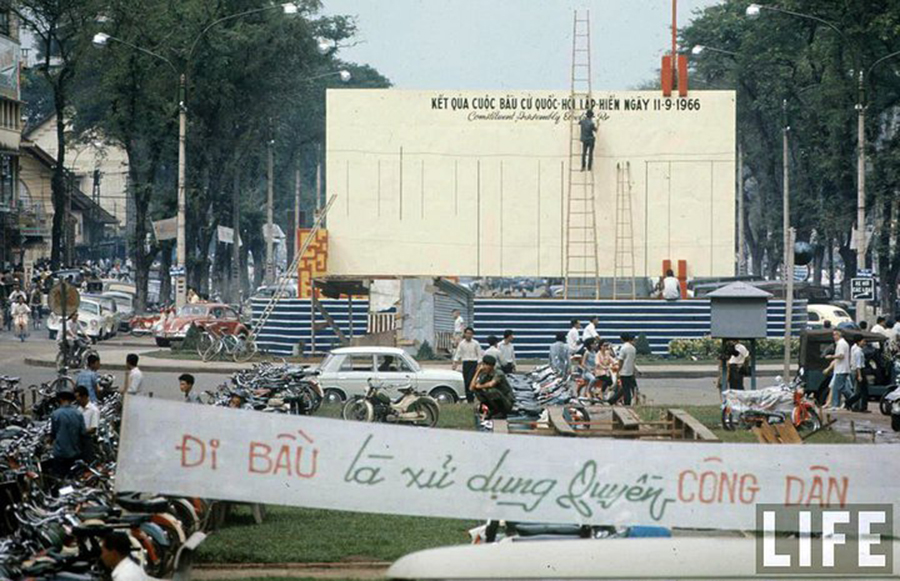 KẾT QUẢ CUỘC BẦU CỬ QUỐC-HỘI LẬP-HIẾN NGÀY 11-9-1966
Constituent Assembly
ĐI BẦU là xử dụng Quyền CÔNG DÂN
LIFE